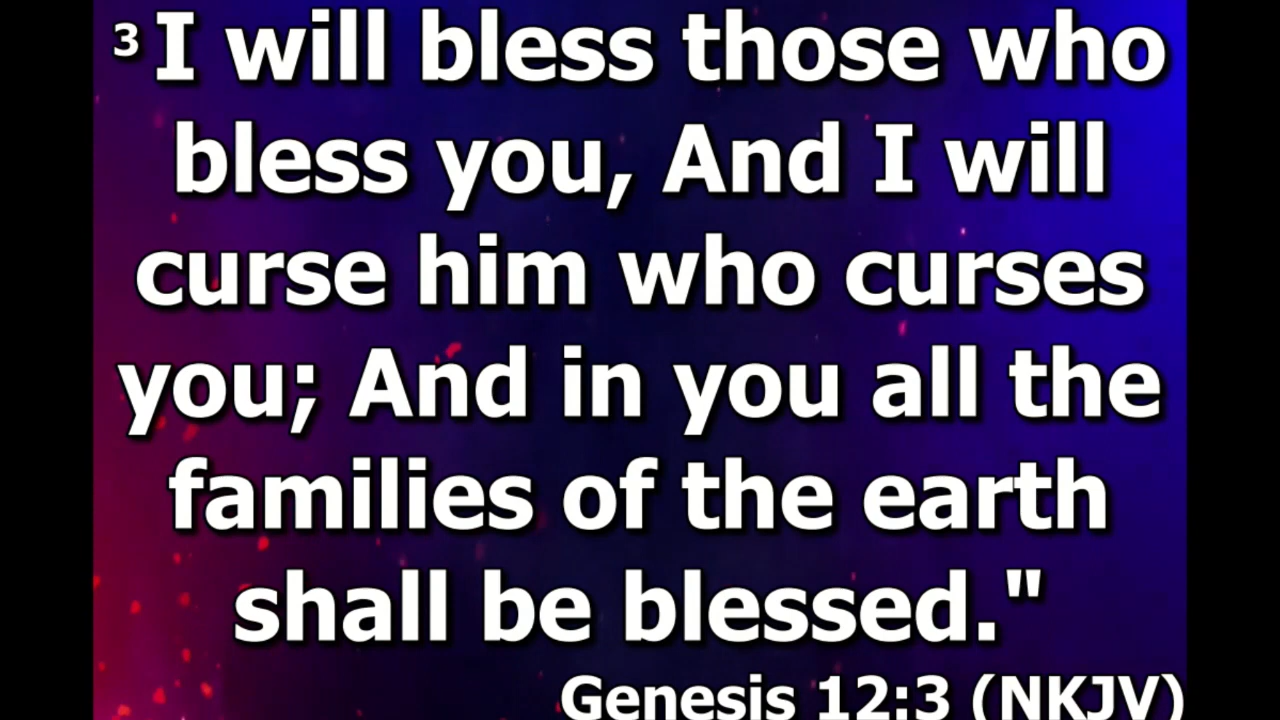 3 I will bless those who
bless you, And I will
curse him who curses
you; And in you all the
families of the earth
shall be blessed."
Genesis 12:3 (NKJV)